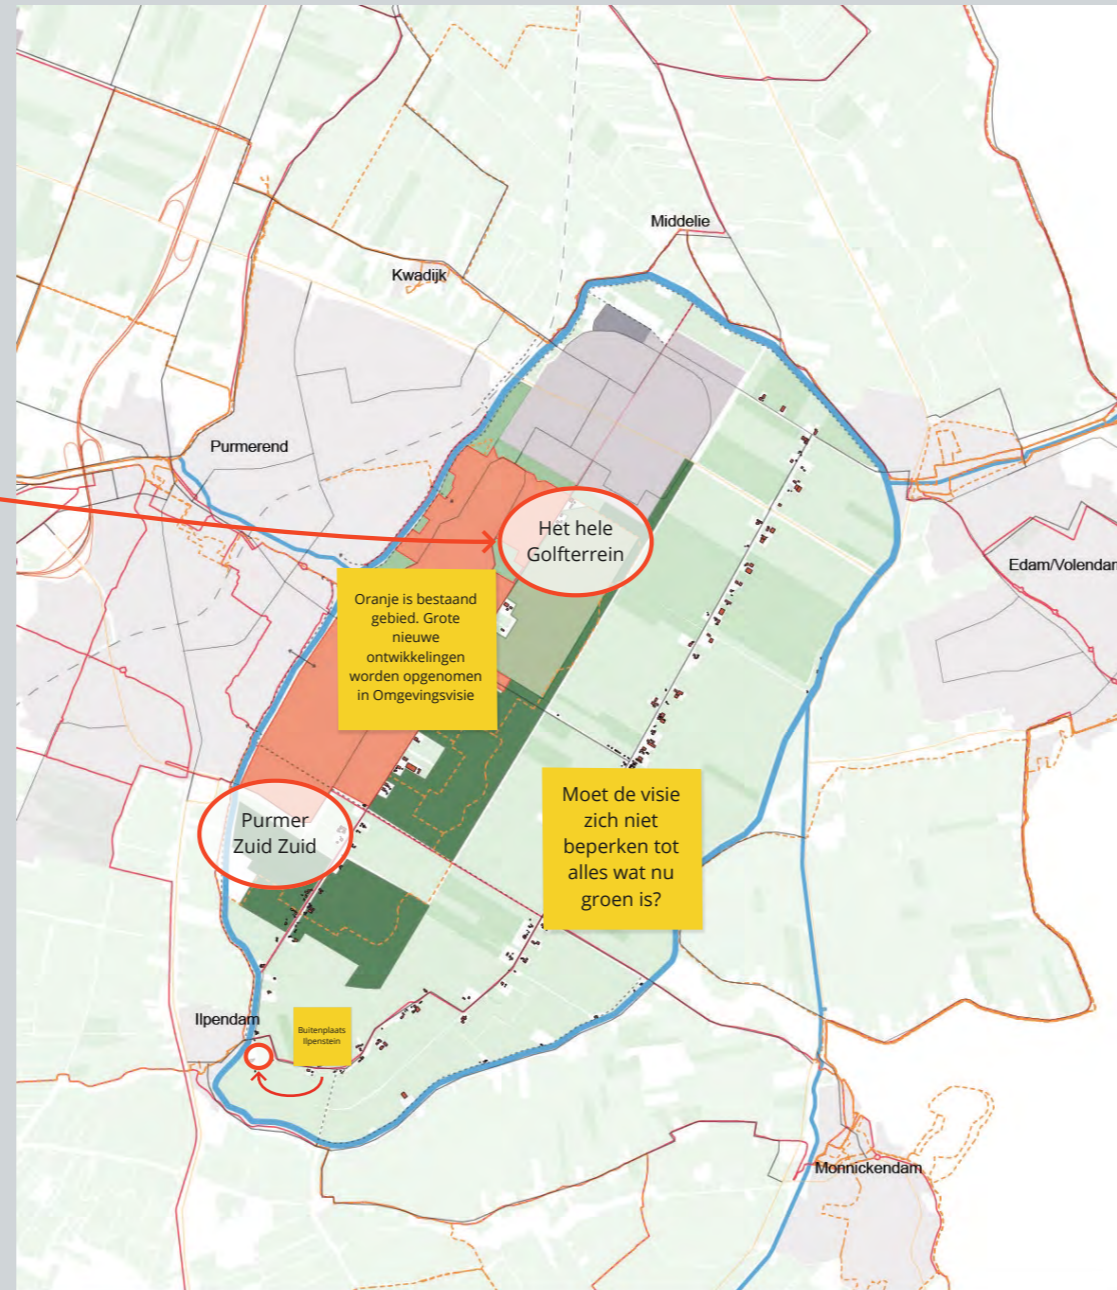 Middelie
Kwadijk
Purmerend
Het hele
Golfterrein
Edam/Volendam
Oranje is bestaand
gebied. Grote
nieuwe
ontwikkelingen
worden opgenomen
in Omgevingsvisie
Moet de visie
zich niet
beperken tot
alles wat nu
groen is?
Purmer
Zuid Zuid
Ilpendam
Buitenplaats
Ilpenstein
Monnickendam